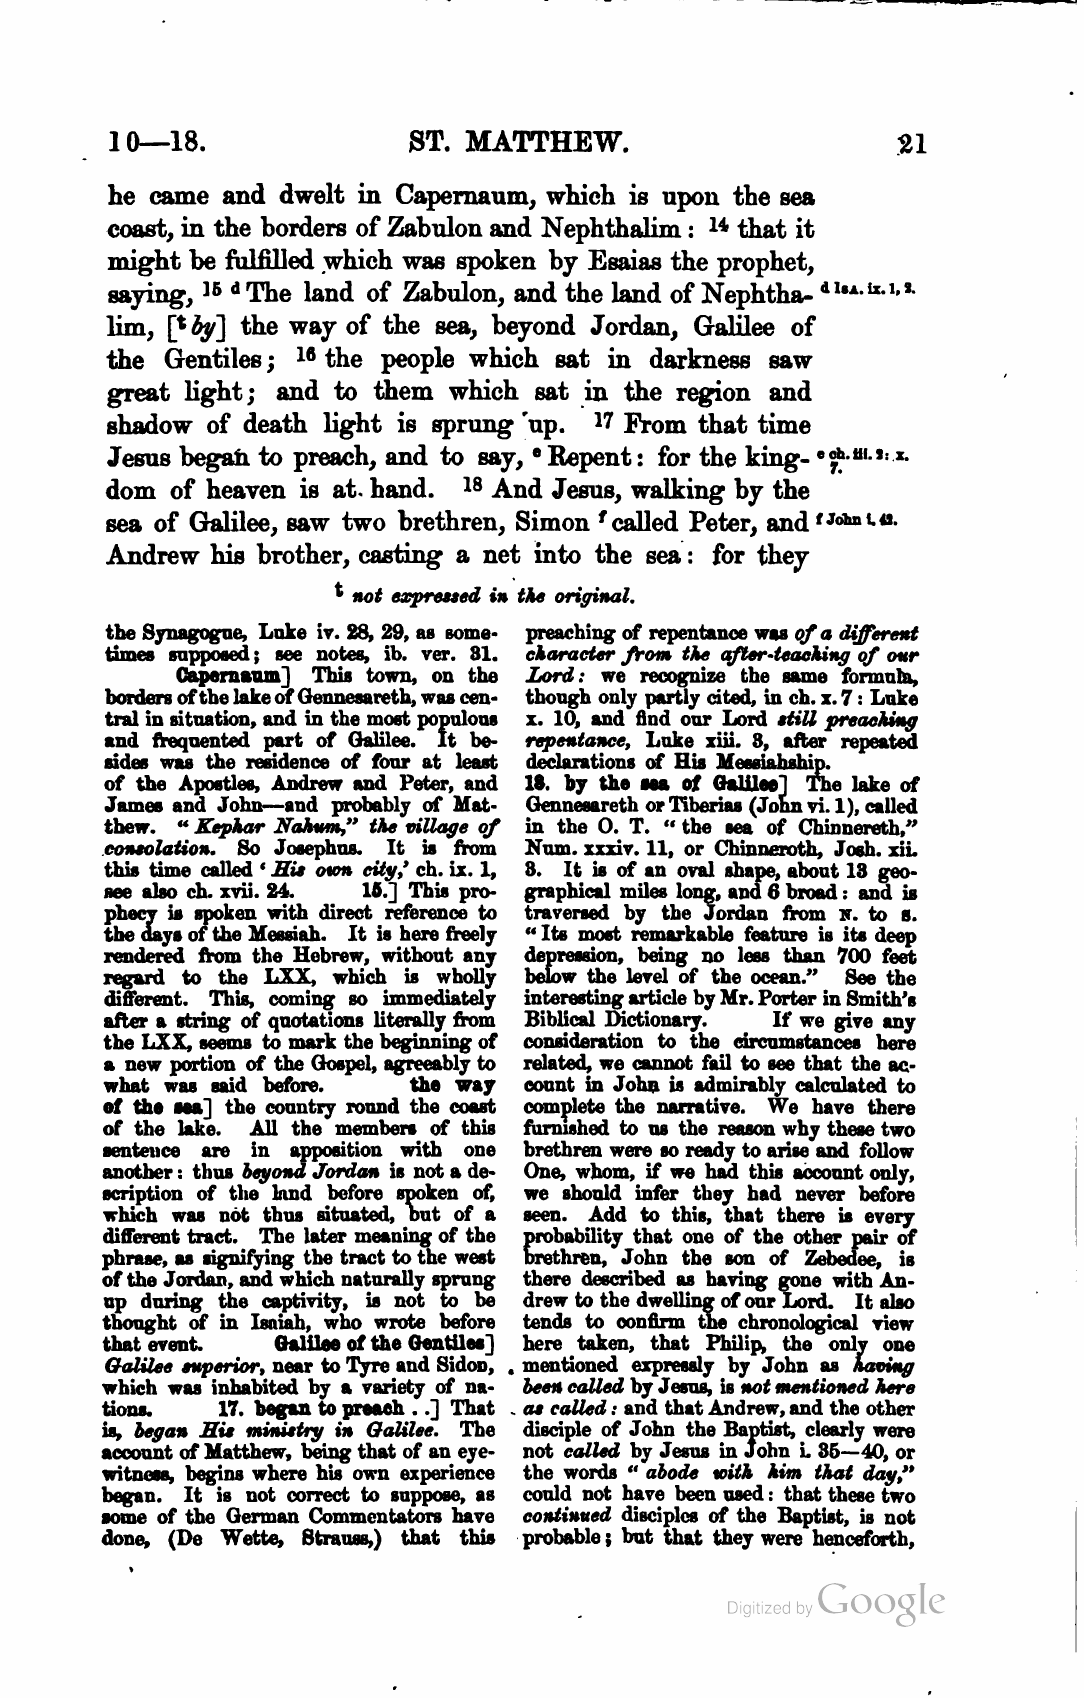 10—18. ST. MATTHEW. 21
he came and dwelt in Capernaum, which is upon the sea
coast, in the borders of Zabulon and Nephthalim : 14 that it
might be fulfilled which was spoken by Esaias the prophet,
saying, 15 d The land of Zabulon, and the land of Nephtha- d Isa. ix. 1, 2.
lim, [t by] the way of the sea, beyond Jordan, Galilee of
the Gentiles ; 16 the people which sat in darkness saw
great light ; and to them which sat in the region and
shadow of death light is sprung up. 17 From that time
Jesus began to preach, and to say, e Repent : for the king- e ch. iii. 2: x.
7.
dom of heaven is at hand. 18 And Jesus, walking by the
sea of Galilee, saw two brethren, Simon f called Peter, and f John i. 42.
Andrew his brother, casting a net into the sea : for they
t not expressed in the original.
the Synagogue, Luke iv. 28, 29, as some-
times supposed ; see notes, ib. ver. 31.
Capernaum] This town, on the
borders of the lake of Gennesareth, was cen-
tral in situation, and in the most populous
and frequented part of Galilee. It be-
sides was the residence of four at least
of the Apostles, Andrew and Peter, and
James and John—and probably of Mat-
thew. “ Kephar Nahum,” the village of
consolation. So Josephus. It is from
this time called ‘ His own city,’ ch. ix. 1,
see also ch. xvii. 24. 15.] This pro-
phecy is spoken with direct reference to
the days of the Messiah. It is here freely
rendered from the Hebrew, without any
regard to the LXX, which is wholly
different. This, coming so immediately
after a string of quotations literally from
the LXX, seems to mark the beginning of
a new portion of the Gospel, agreeably to
what was said before. the way
of the sea] the country round the coast
of the lake. All the members of this
sentence are in apposition with one
another : thus beyond Jordan is not a de-
scription of the land before spoken of,
which was not thus situated, but of a
different tract. The later meaning of the
phrase, as signifying the tract to the west
of the Jordan, and which naturally sprung
up during the captivity, is not to be
thought of in Isaiah, who wrote before
that event. Galilee of the Gentiles]
Galilee superior, near to Tyre and Sidon,
which was inhabited by a variety of na-
tions. 17. began to preach . .] That
is, began His ministry in Galilee. The
account of Matthew, being that of an eye-
witness, begins where his own experience
began. It is not correct to suppose, as
some of the German Commentators have
done, (De Wette, Strauss,) that this
preaching of repentance was of a different
character from the after-teaching of our
Lord : we recognize the same formula,
though only partly cited, in ch. x. 7 : Luke
x. 10, and find our Lord still preaching
repentance, Luke xiii. 3, after repeated
declarations of His Messiahship.
18. by the sea of Galilee] The lake of
Gennesareth or Tiberias (John vi. 1), called
in the O. T. “ the sea of Chinnereth,”
Num. xxxiv. 11, or Chinneroth, Josh. xii.
3. It is of an oval shape, about 13 geo-
graphical miles long, and 6 broad : and is
traversed by the Jordan from N. to S.
“ Its most remarkable feature is its deep
depression, being no less than 700 feet
below the level of the ocean.” See the
interesting article by Mr. Porter in Smith's
Biblical Dictionary. If we give any
consideration to the circumstances here
related, we cannot fail to see that the ac-
count in John is admirably calculated to
complete the narrative. We have there
furnished to us the reason why these two
brethren were so ready to arise and follow
One, whom, if we had this account only,
we should infer they had never before
seen. Add to this, that there is every
probability that one of the other pair of
brethren, John the son of Zebedee, is
there described as having gone with An-
drew to the dwelling of our Lord. It also
tends to confirm the chronological view
here taken, that Philip, the only one
mentioned expressly by John as having
been called by Jesus, is not mentioned here
as called : and that Andrew, and the other
disciple of John the Baptist, clearly were
not called by Jesus in John i. 35—40, or
the words “ abode with him that day,”
could not have been used : that these two
continued disciples of the Baptist, is not
probable ; but that they were henceforth,
Digitized by Google